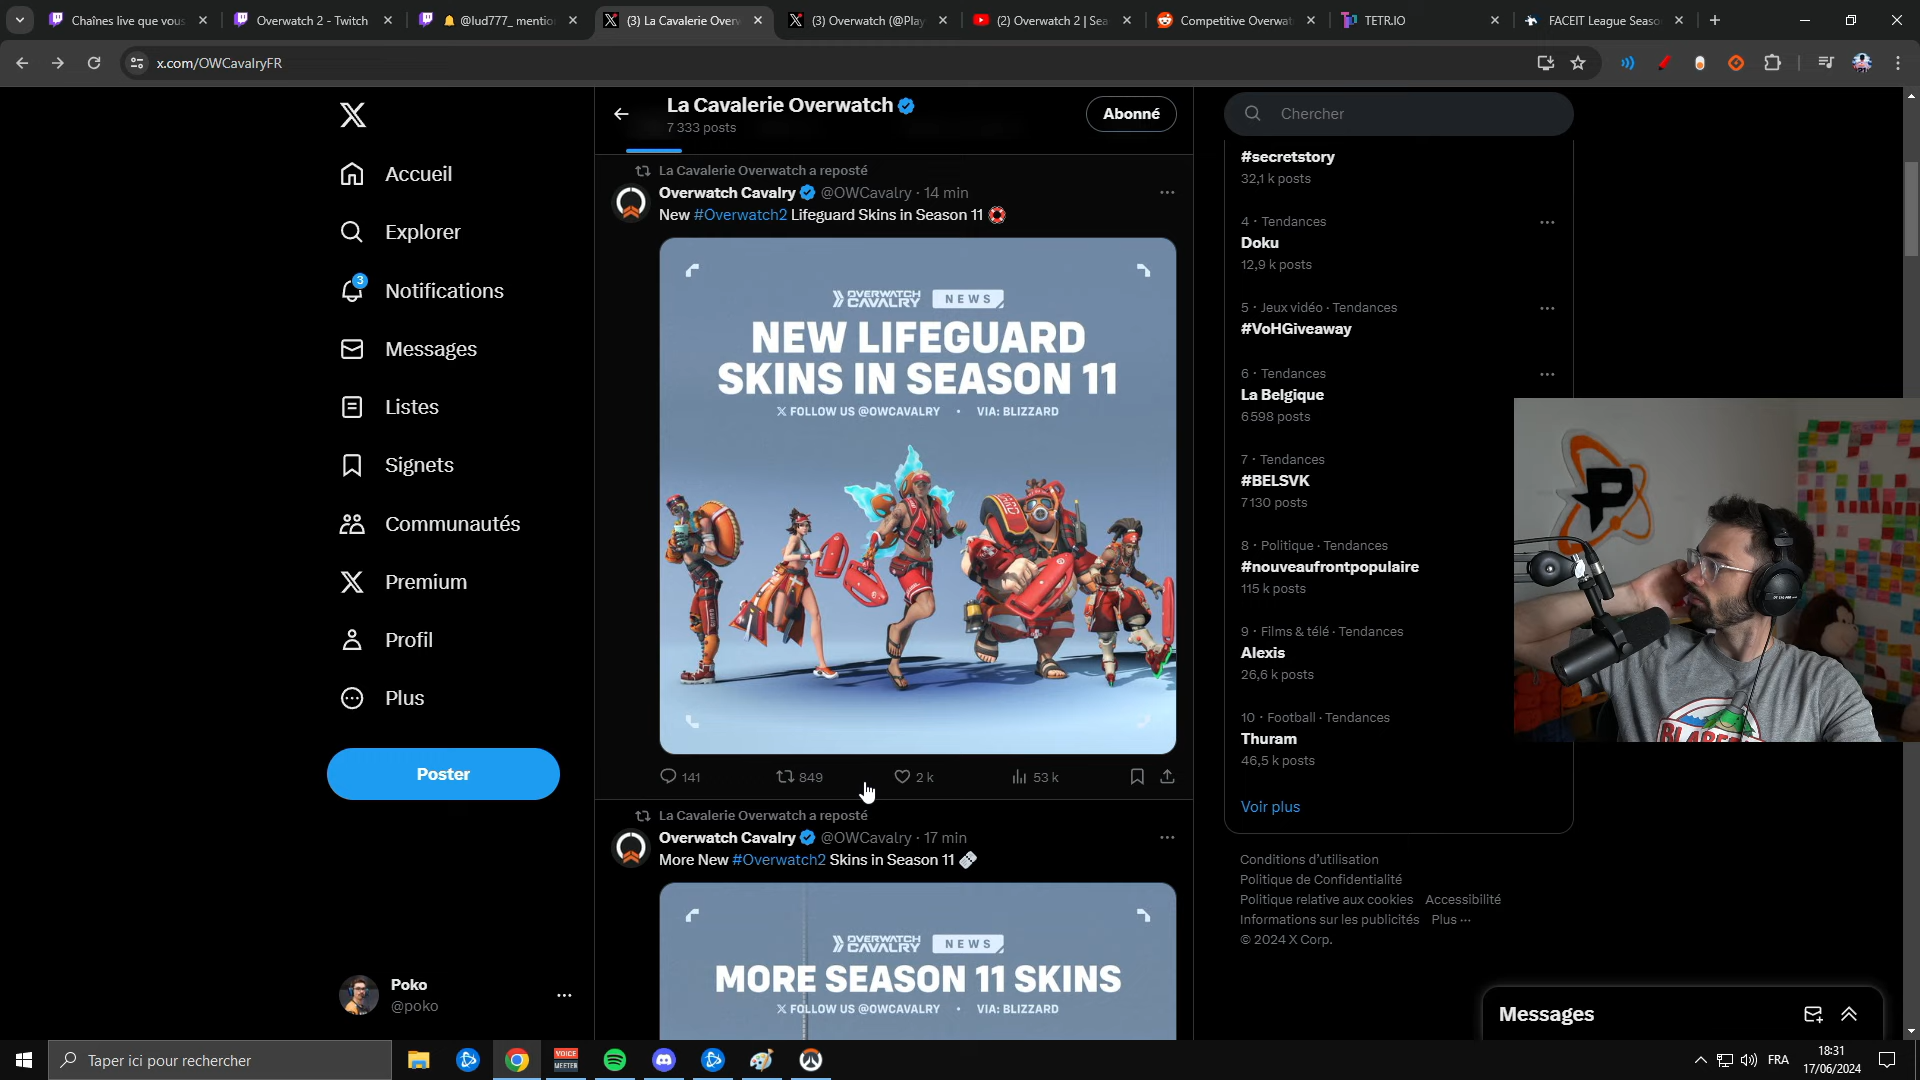 Chaînes live que vous
Overwatch 2 - Twitch
@lud777_ mentio
(3) La Cavalerie Overw
(3) Overwatch (@Play
(2) Overwatch 2 | Sea
Competitive Overwat
TETR.IO
FACEIT League Seaso
x.com/OWCavalryFR
La Cavalerie Overwatch
7 333 posts
Abonné
Chercher
Accueil
Explorer
3
Notifications
Messages
Listes
Signets
Communautés
Premium
Profil
Plus
Poster
Poko
@poko
La Cavalerie Overwatch a reposté
Overwatch Cavalry @OWCavalry · 14 min
New #Overwatch2 Lifeguard Skins in Season 11
OVERWATCH CAVALRY NEWS
NEW LIFEGUARD
SKINS IN SEASON 11
X FOLLOW US @OWCAVALRY • VIA: BLIZZARD
141 849 2 k 53 k
La Cavalerie Overwatch a reposté
Overwatch Cavalry @OWCavalry · 17 min
More New #Overwatch2 Skins in Season 11
OVERWATCH CAVALRY NEWS
MORE SEASON 11 SKINS
X FOLLOW US @OWCAVALRY • VIA: BLIZZARD
#secretstory
32,1 k posts
4 · Tendances
Doku
12,9 k posts
5 · Jeux vidéo · Tendances
#VoHGiveaway
6 · Tendances
La Belgique
6 598 posts
7 · Tendances
#BELSVK
7 130 posts
8 · Politique · Tendances
#nouveaufrontpopulaire
115 k posts
9 · Films & télé · Tendances
Alexis
26,6 k posts
10 · Football · Tendances
Thuram
46,5 k posts
Voir plus
Conditions d'utilisation
Politique de Confidentialité
Politique relative aux cookies Accessibilité
Informations sur les publicités Plus ···
© 2024 X Corp.
Messages
Taper ici pour rechercher
VOICE
MEETER
FRA
18:31
17/06/2024